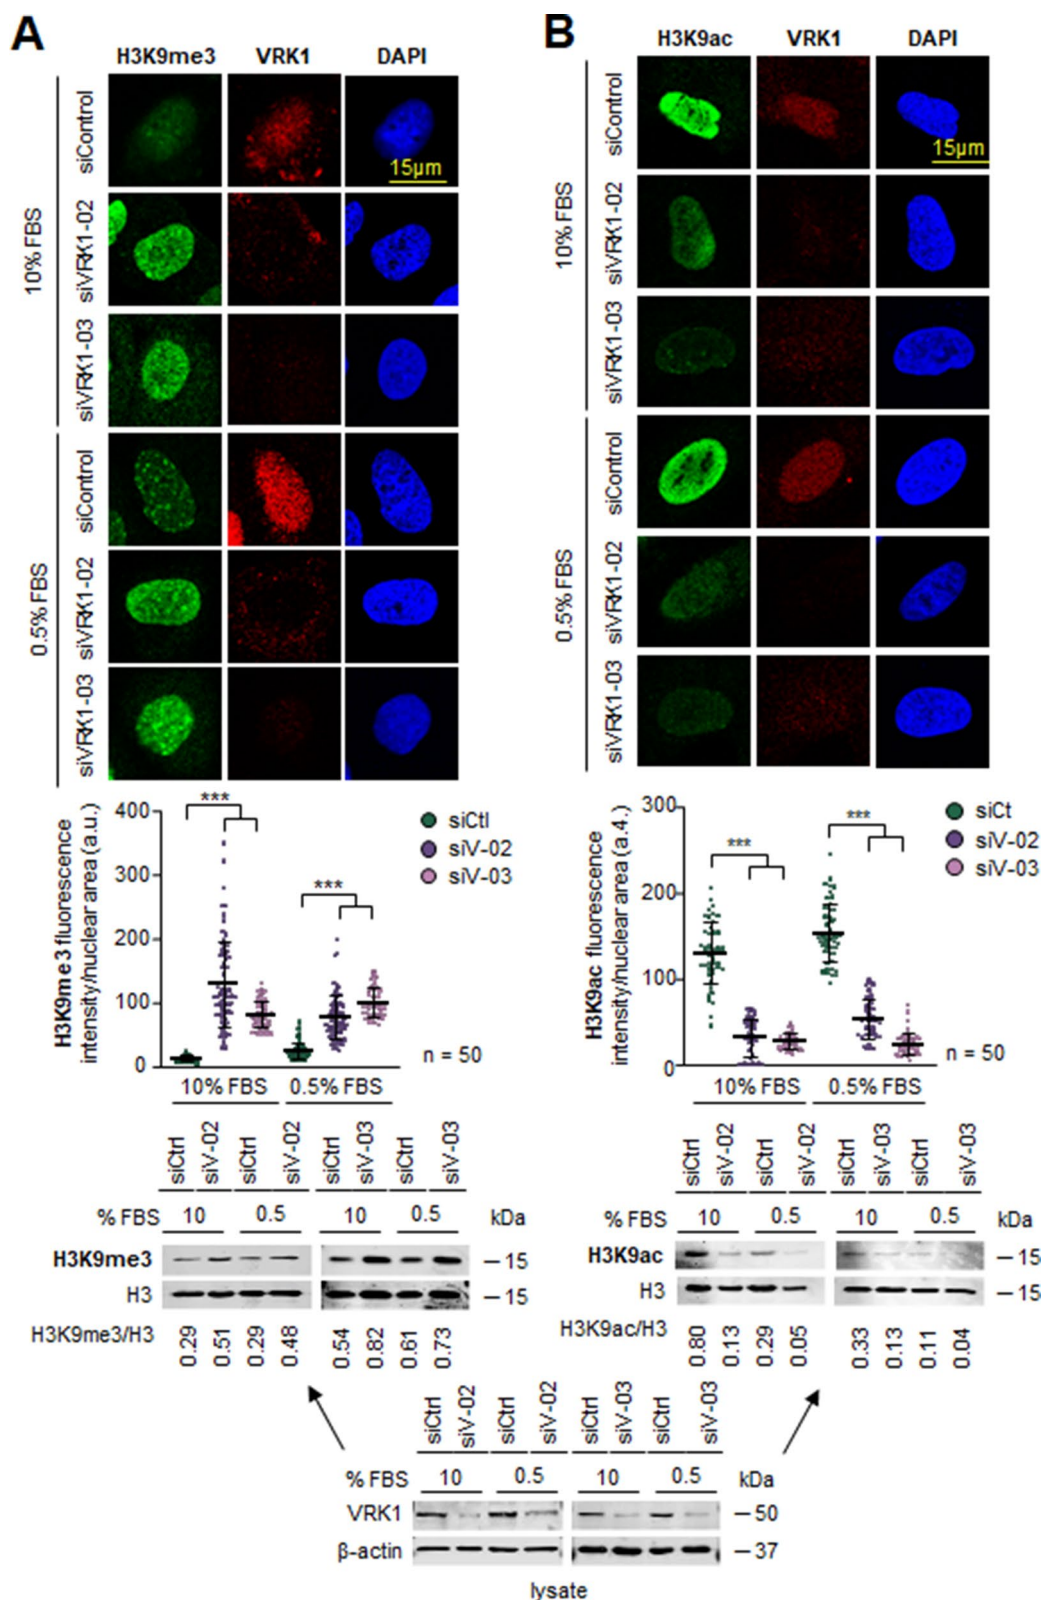 A
H3K9me3 VRK1 DAPI
10% FBS
siControl
15µm
siVRK1-02
siVRK1-03
0.5% FBS
siControl
siVRK1-02
siVRK1-03
H3K9me3 fluorescence
intensity/nuclear area (a.u.)
400
300
200
100
0
***
***
siCtl
siV-02
siV-03
n = 50
10% FBS 0.5% FBS
siCtrl siV-02 siCtrl siV-02 siCtrl siV-03 siCtrl siV-03
% FBS 10 0.5 10 0.5 kDa
H3K9me3 15
H3 15
H3K9me3/H3 0.29 0.51 0.29 0.48 0.54 0.82 0.61 0.73
B
H3K9ac VRK1 DAPI
10% FBS
siControl
15µm
siVRK1-02
siVRK1-03
0.5% FBS
siControl
siVRK1-02
siVRK1-03
H3K9ac fluorescence
intensity/nuclear area (a.4.)
300
200
100
0
***
***
siCt
siV-02
siV-03
n = 50
10% FBS 0.5% FBS
siCtrl siV-02 siCtrl siV-02 siCtrl siV-03 siCtrl siV-03
% FBS 10 0.5 10 0.5 kDa
H3K9ac 15
H3 15
H3K9ac/H3 0.80 0.13 0.29 0.05 0.33 0.13 0.11 0.04
siCtrl siV-02 siCtrl siV-02 siCtrl siV-03 siCtrl siV-03
% FBS 10 0.5 10 0.5 kDa
VRK1 50
β-actin 37
lysate